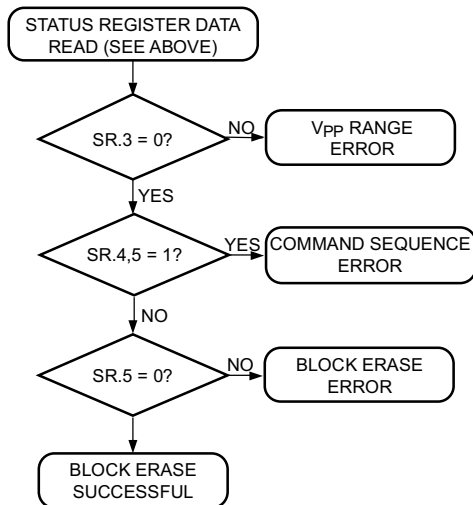 STATUS REGISTER DATA
READ (SEE ABOVE)
SR.3 = 0?
NO
VPP RANGE
ERROR
YES
SR.4,5 = 1?
YES
COMMAND SEQUENCE
ERROR
NO
SR.5 = 0?
NO
BLOCK ERASE
ERROR
BLOCK ERASE
SUCCESSFUL